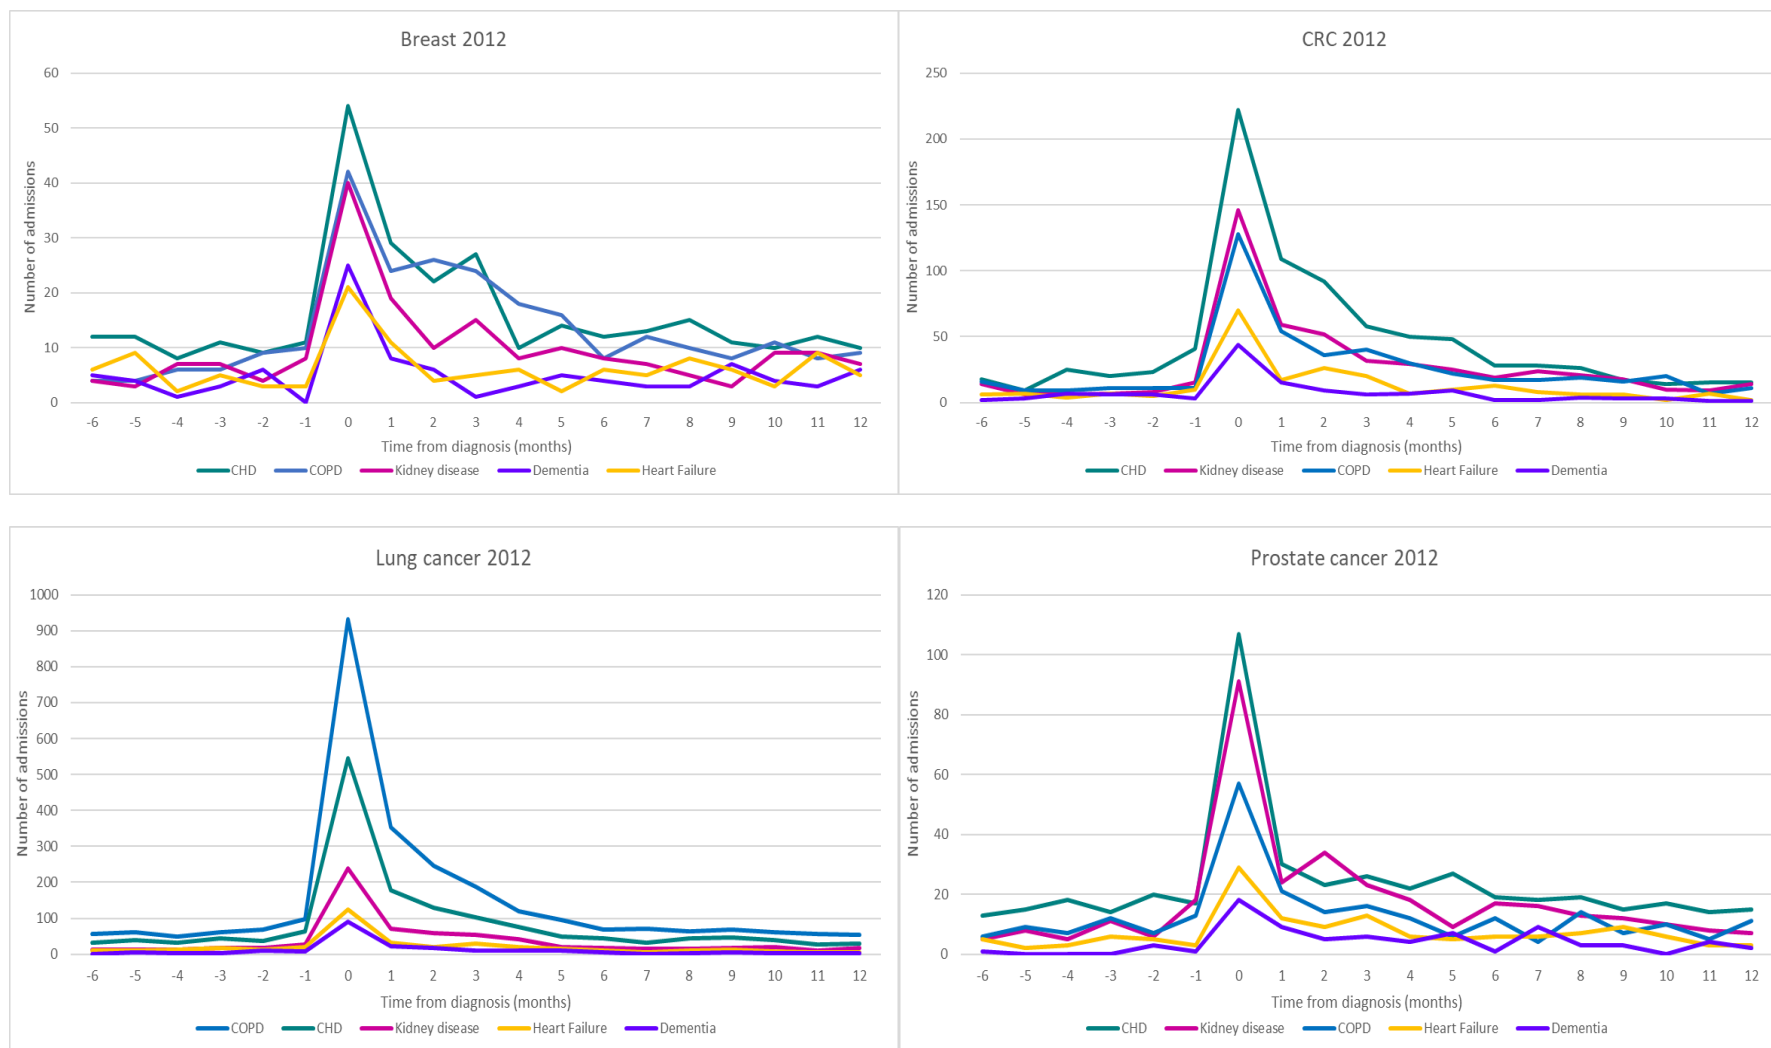 Breast 2012
60
50
40
30
20
10
0
Number of admissions
-6 -5 -4 -3 -2 -1 0 1 2 3 4 5 6 7 8 9 10 11 12
Time from diagnosis (months)
CHD COPD Kidney disease Dementia Heart Failure
CRC 2012
250
200
150
100
50
0
Number of admissions
-6 -5 -4 -3 -2 -1 0 1 2 3 4 5 6 7 8 9 10 11 12
Time from diagnosis (months)
CHD Kidney disease COPD Heart Failure Dementia
Lung cancer 2012
1000
900
800
700
600
500
400
300
200
100
0
Number of admissions
-6 -5 -4 -3 -2 -1 0 1 2 3 4 5 6 7 8 9 10 11 12
Time from diagnosis (months)
COPD CHD Kidney disease Heart Failure Dementia
Prostate cancer 2012
120
100
80
60
40
20
0
Number of admissions
-6 -5 -4 -3 -2 -1 0 1 2 3 4 5 6 7 8 9 10 11 12
Time from diagnosis (months)
CHD Kidney disease COPD Heart Failure Dementia